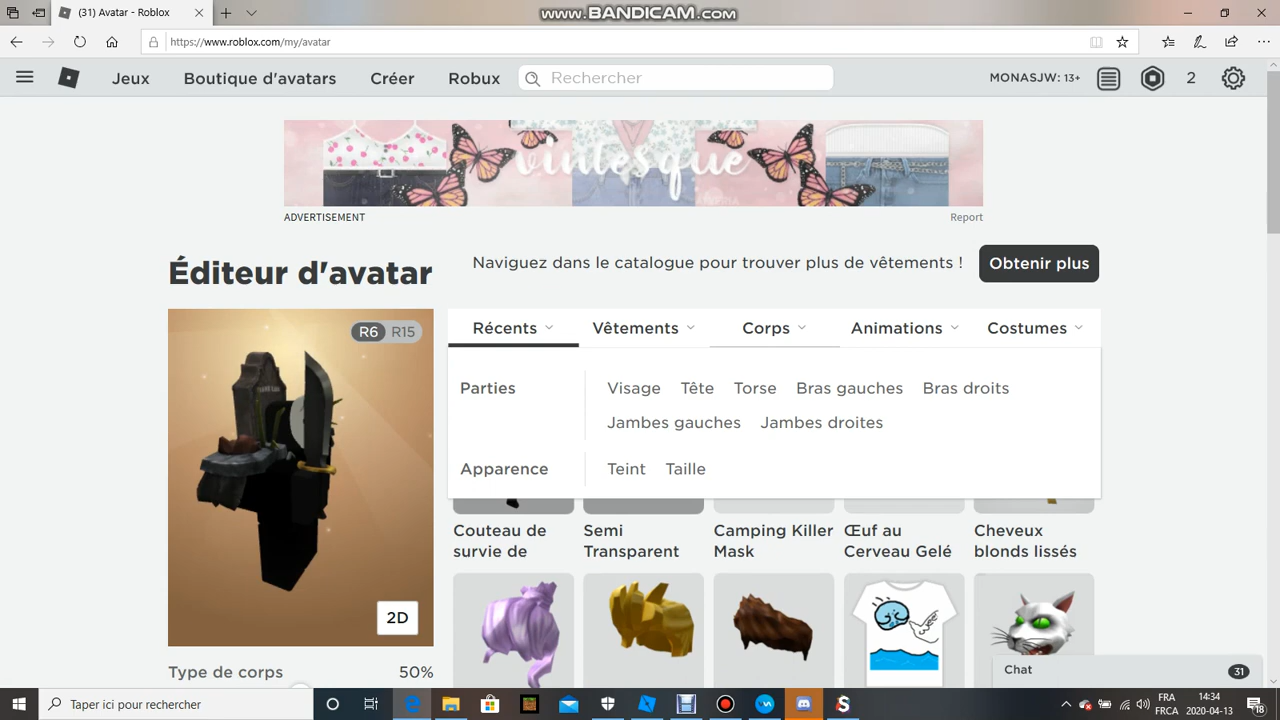 www.BANDICAM.com
(31) Avatar - Roblox
https://www.roblox.com/my/avatar
Jeux Boutique d'avatars Créer Robux Rechercher MONASJW: 13+ 2
vintesque
ADVERTISEMENT Report
Éditeur d'avatar
Naviguez dans le catalogue pour trouver plus de vêtements ! Obtenir plus
R6 R15
Récents Vêtements Corps Animations Costumes
Parties Visage Tête Torse Bras gauches Bras droits
Jambes gauches Jambes droites
Apparence Teint Taille
Couteau de survie de
Semi Transparent
Camping Killer Mask
Œuf au Cerveau Gelé
Cheveux blonds lissés
2D
Type de corps 50%
Chat 31
Taper ici pour rechercher
FRA
FRCA
14:34
2020-04-13
18